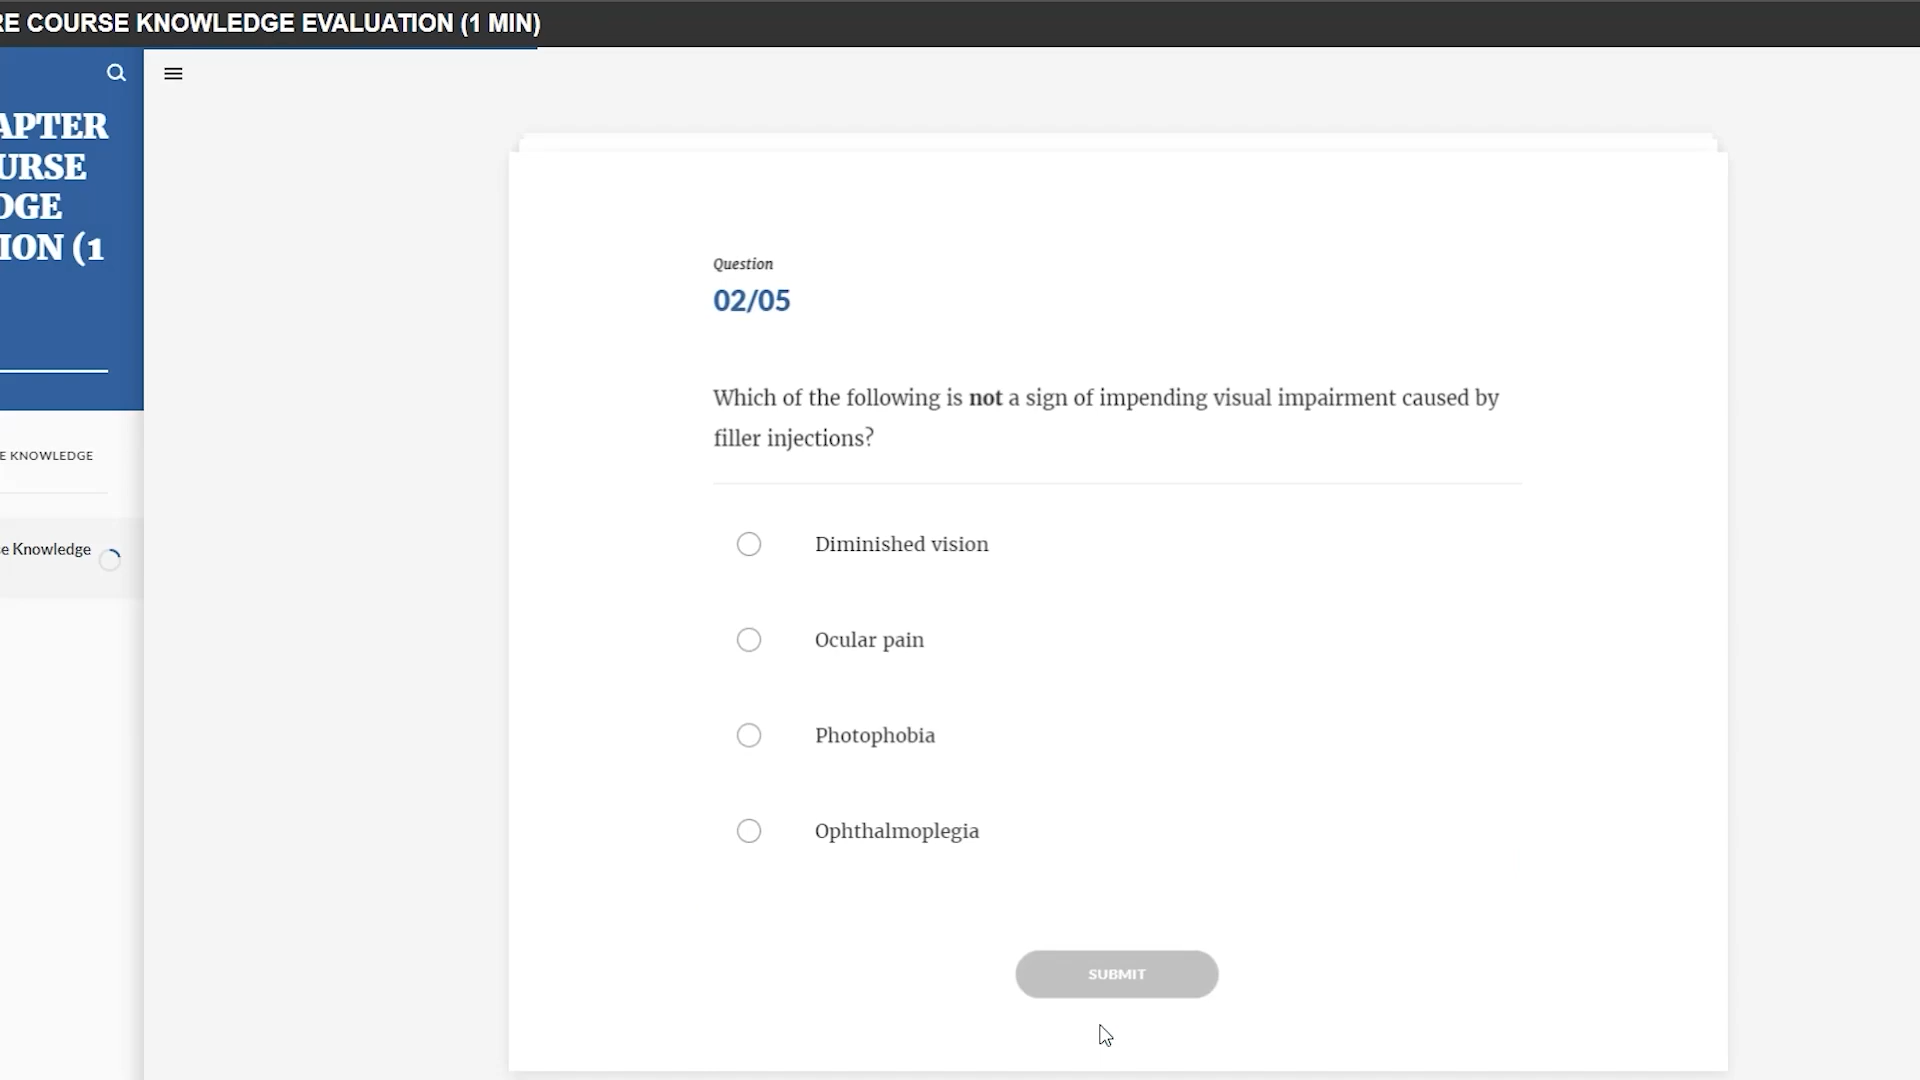 RE COURSE KNOWLEDGE EVALUATION (1 MIN)
APTER
URSE
DGE
ION (1
E KNOWLEDGE
e Knowledge
Question
02/05
Which of the following is not a sign of impending visual impairment caused by
filler injections?
Diminished vision
Ocular pain
Photophobia
Ophthalmoplegia
SUBMIT